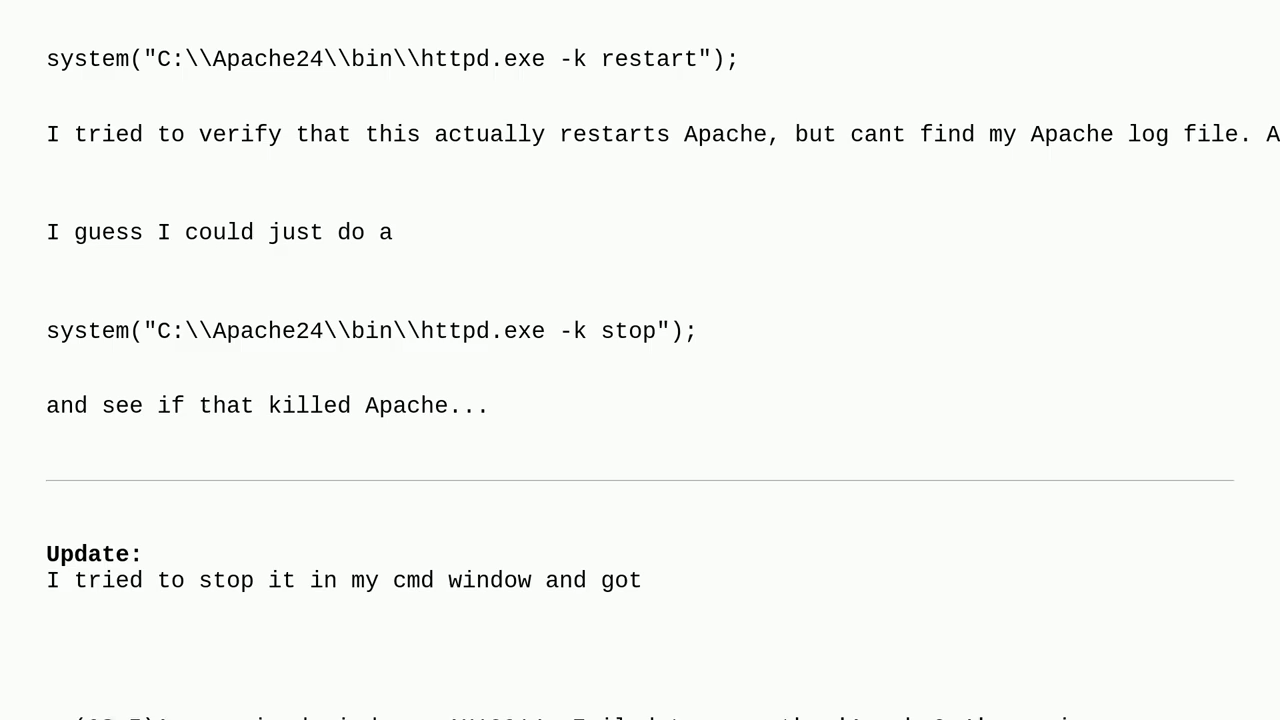 system("C:\\Apache24\\bin\\httpd.exe -k restart");
I tried to verify that this actually restarts Apache, but cant find my Apache log file. A
I guess I could just do a
system("C:\\Apache24\\bin\\httpd.exe -k stop");
and see if that killed Apache...
Update:
I tried to stop it in my cmd window and got